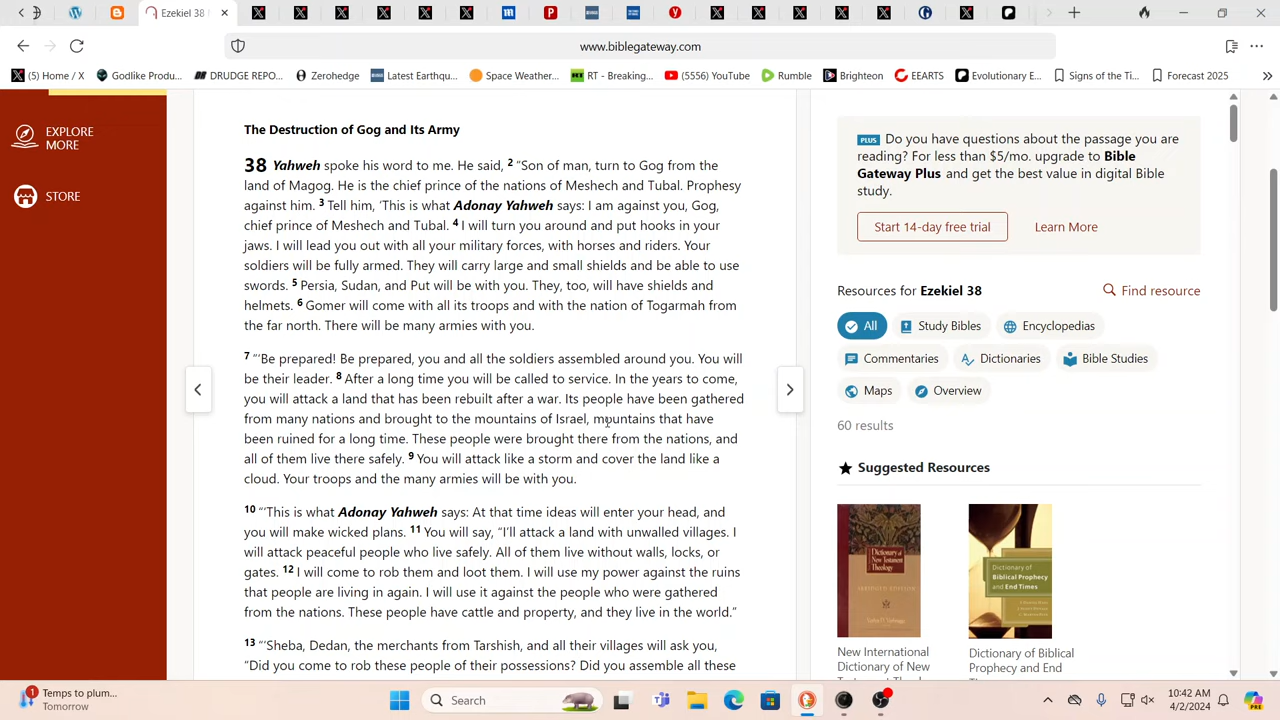 Ezekiel 38
www.biblegateway.com
(5) Home / X
Godlike Produ...
DRUDGE REPO...
Zerohedge
Latest Earthqu...
Space Weather...
RT - Breaking...
(5556) YouTube
Rumble
Brighteon
EEARTS
Evolutionary E...
Signs of the Ti...
Forecast 2025
EXPLORE
MORE
STORE
The Destruction of Gog and Its Army
38 Yahweh spoke his word to me. He said, 2 “Son of man, turn to Gog from the
land of Magog. He is the chief prince of the nations of Meshech and Tubal. Prophesy
against him. 3 Tell him, ‘This is what Adonay Yahweh says: I am against you, Gog,
chief prince of Meshech and Tubal. 4 I will turn you around and put hooks in your
jaws. I will lead you out with all your military forces, with horses and riders. Your
soldiers will be fully armed. They will carry large and small shields and be able to use
swords. 5 Persia, Sudan, and Put will be with you. They, too, will have shields and
helmets. 6 Gomer will come with all its troops and with the nation of Togarmah from
the far north. There will be many armies with you.
7 “‘Be prepared! Be prepared, you and all the soldiers assembled around you. You will
be their leader. 8 After a long time you will be called to service. In the years to come,
you will attack a land that has been rebuilt after a war. Its people have been gathered
from many nations and brought to the mountains of Israel, mountains that have
been ruined for a long time. These people were brought there from the nations, and
all of them live there safely. 9 You will attack like a storm and cover the land like a
cloud. Your troops and the many armies will be with you.
10 “‘This is what Adonay Yahweh says: At that time ideas will enter your head, and
you will make wicked plans. 11 You will say, “I’ll attack a land with unwalled villages. I
will attack peaceful people who live safely. All of them live without walls, locks, or
gates. 12 I will come to rob them and loot them. I will use my power against the ruins
that people are living in again. I will use it against the people who were gathered
from the nations. These people have cattle and property, and they live in the world.”
13 “‘Sheba, Dedan, the merchants from Tarshish, and all their villages will ask you,
“Did you come to rob these people of their possessions? Did you assemble all these
PLUS Do you have questions about the passage you are
reading? For less than $5/mo. upgrade to Bible
Gateway Plus and get the best value in digital Bible
study.
Start 14-day free trial
Learn More
Resources for Ezekiel 38
Find resource
All
Study Bibles
Encyclopedias
Commentaries
Dictionaries
Bible Studies
Maps
Overview
60 results
Suggested Resources
New International
Dictionary of New
Dictionary of Biblical
Prophecy and End
Temps to plum...
Tomorrow
1
Search
10:42 AM
4/2/2024